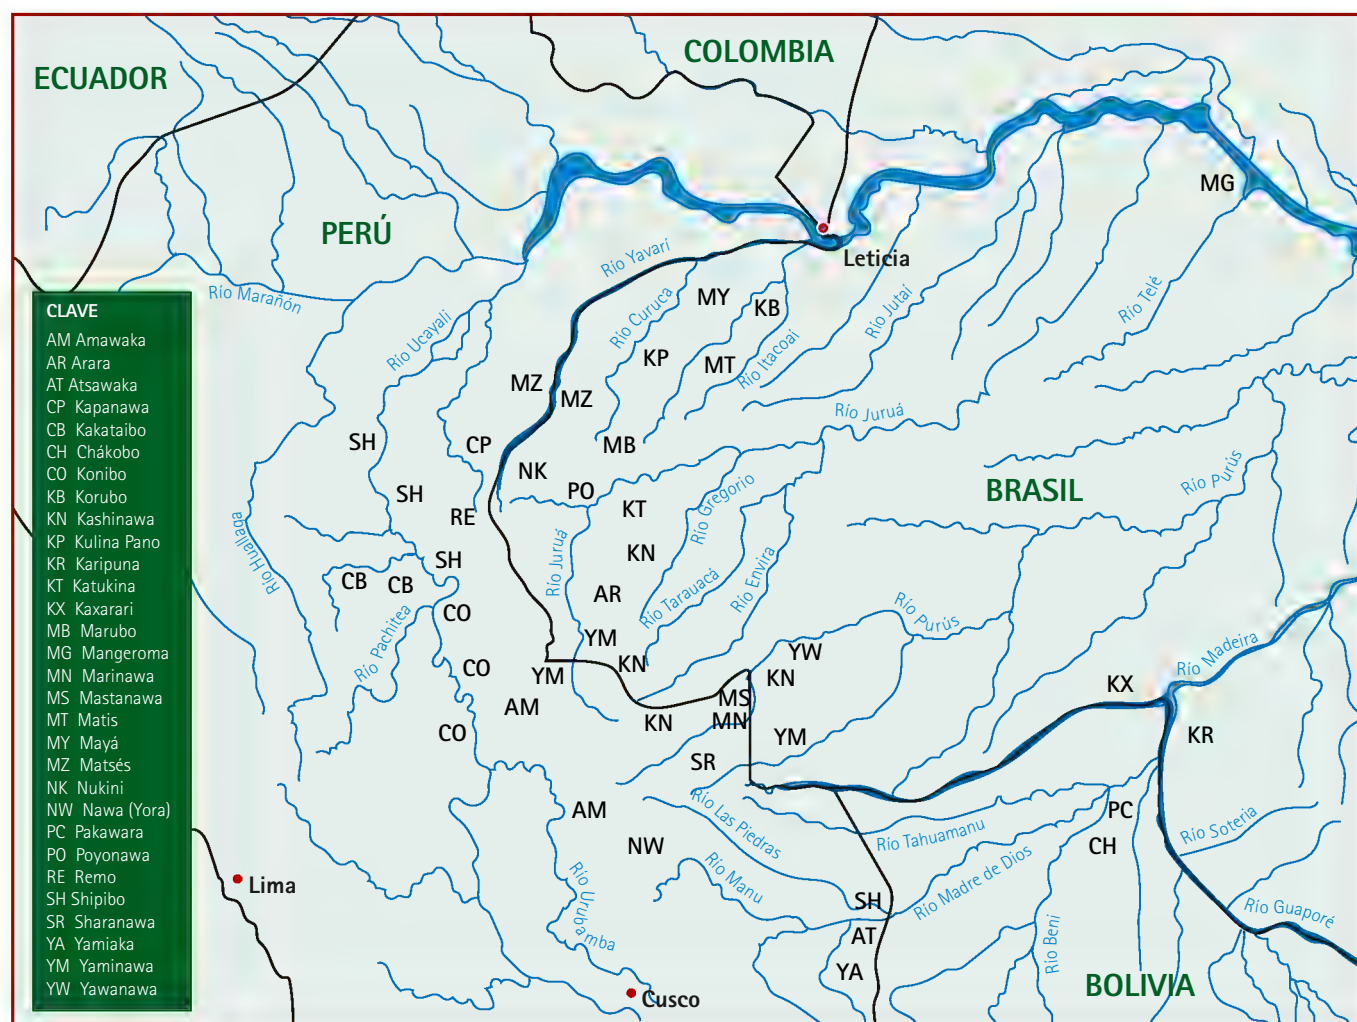 COLOMBIA
ECUADOR
MG
PERÚ
Río Yavarí
Leticia
Río Marañón
Río Curuca
MY
KB
Río Jutaí
Río Telé
Río Ucayali
KP
MT
Río Itacoai
MZ
MZ
Río Juruá
SH
CP
MB
NK
PO
BRASIL
Río Purús
SH
RE
KT
Río Gregorio
Río Huallaga
SH
KN
Río Juruá
Río Envira
CB
CB
AR
Río Tarauacá
CO
Río Pachitea
YM
Río Purús
YW
CO
YM
KN
KN
Río Madeira
KX
AM
MS
CO
KN
MN
YM
KR
SR
AM
Río Las Piedras
PC
Río Tahuamanu
Río Soteria
NW
CH
Río Manu
Río Madre de Dios
Lima
Río Urubamba
SH
Río Guaporé
AT
Río Beni
YA
BOLIVIA
Cusco
CLAVE
AM Amawaka
AR Arara
AT Atsawaka
CP Kapanawa
CB Kakataibo
CH Chákobo
CO Konibo
KB Korubo
KN Kashinawa
KP Kulina Pano
KR Karipuna
KT Katukina
KX Kaxarari
MB Marubo
MG Mangeroma
MN Marinawa
MS Mastanawa
MT Matis
MY Mayá
MZ Matsés
NK Nukini
NW Nawa (Yora)
PC Pakawara
PO Poyonawa
RE Remo
SH Shipibo
SR Sharanawa
YA Yamiaka
YM Yaminawa
YW Yawanawa